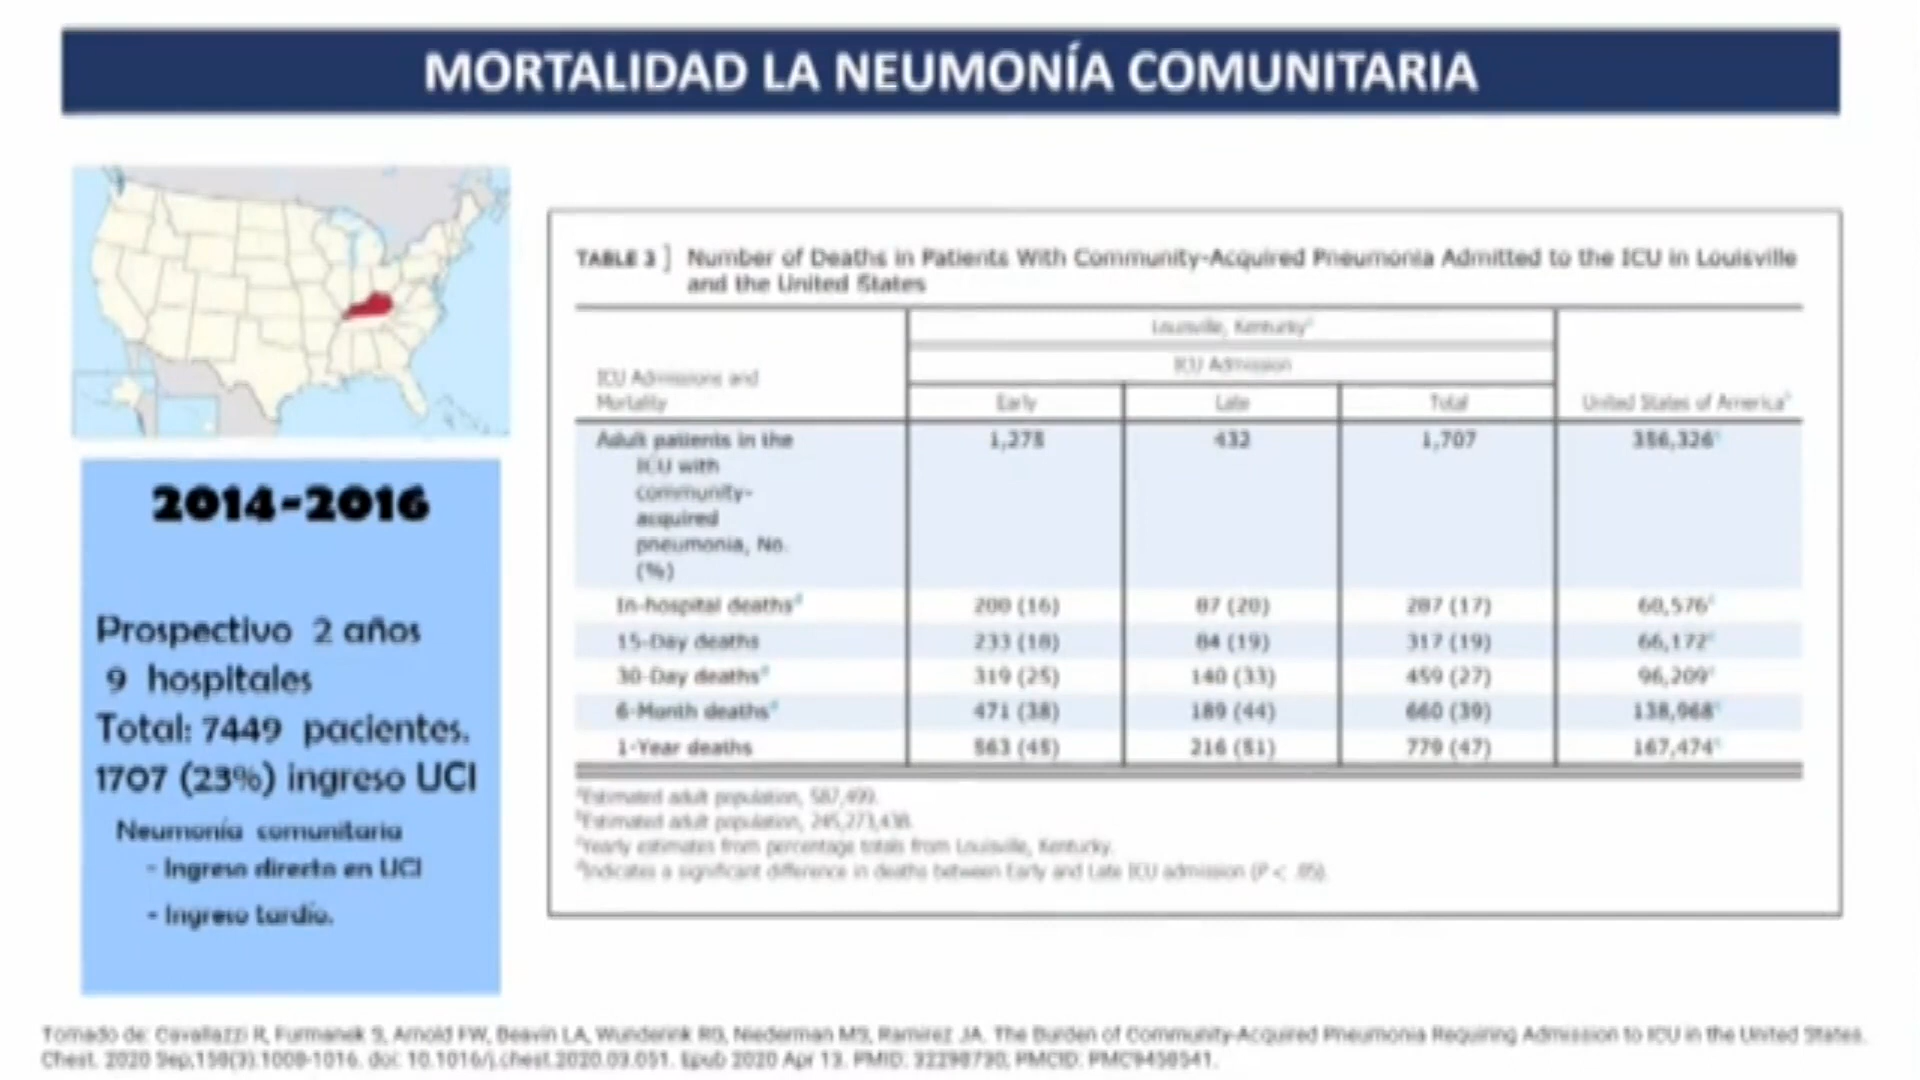 MORTALIDAD LA NEUMONÍA COMUNITARIA
2014-2016
Prospectivo 2 años
9 hospitales
Total: 7449 pacientes.
1707 (23%) ingreso UCI
Neumonía comunitaria
- Ingreso directo en UCI
- Ingreso tardío.
TABLE 3 ] Number of Deaths in Patients With Community-Acquired Pneumonia Admitted to the ICU in Louisville
and the United States
Louisville, Kentucky
ICU Admission
ICU Admissions and
Mortality
Early Late Total United States of America
Adult patients in the 1,275 432 1,707 356,326
ICU with
community-
acquired
pneumonia, No.
(%)
In-hospital deaths 200 (16) 87 (20) 287 (17) 60,576
15-Day deaths 233 (18) 84 (19) 317 (19) 66,172
30-Day deaths 319 (25) 140 (33) 459 (27) 96,209
6-Month deaths 471 (38) 189 (44) 660 (39) 138,968
1-Year deaths 563 (45) 216 (51) 779 (47) 167,474
Estimated adult population, 587,499.
Estimated adult population, 245,273,438.
Yearly estimates from percentage totals from Louisville, Kentucky.
Indicates a significant difference in deaths between Early and Late ICU admission (P < .05).
Tomado de: Cavallazzi R, Furmanek S, Arnold FW, Beavin LA, Wunderink RG, Niederman MS, Ramirez JA. The Burden of Community-Acquired Pneumonia Requiring Admission to ICU in the United States.
Chest. 2020 Sep;158(3):1008-1016. doi: 10.1016/j.chest.2020.03.051. Epub 2020 Apr 13. PMID: 32298730; PMCID: PMC9458541.